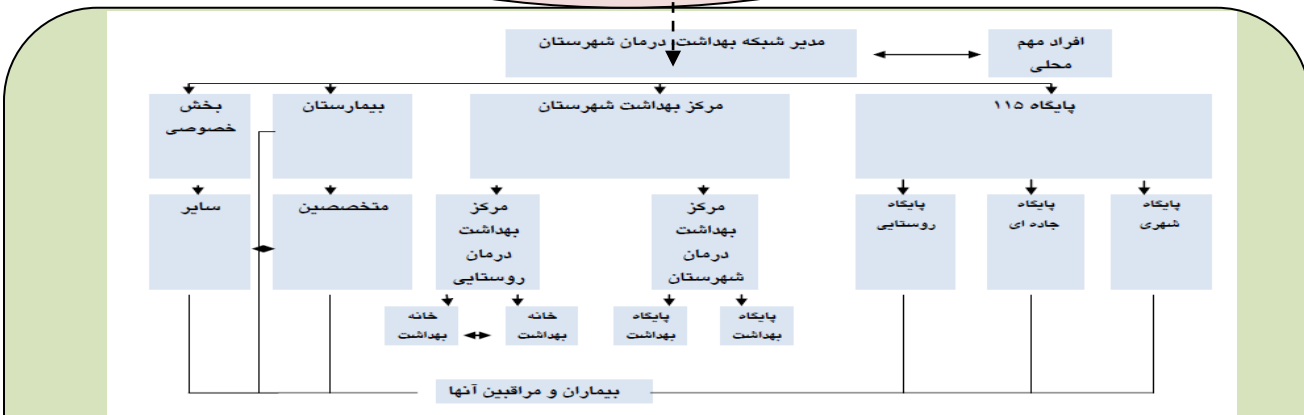 مدیر شبکه بهداشت درمان شهرستان
افراد مهم
محلی
پایگاه ۱۱۵
مرکز بهداشت شهرستان
بیمارستان
بخش
خصوصی
پایگاه
شهری
پایگاه
جاده ای
پایگاه
روستایی
مرکز
بهداشت
درمان
شهرستان
مرکز
بهداشت
درمان
روستایی
متخصصین
سایر
پایگاه
بهداشت
پایگاه
بهداشت
خانه
بهداشت
خانه
بهداشت
بیماران و مراقبین آنها